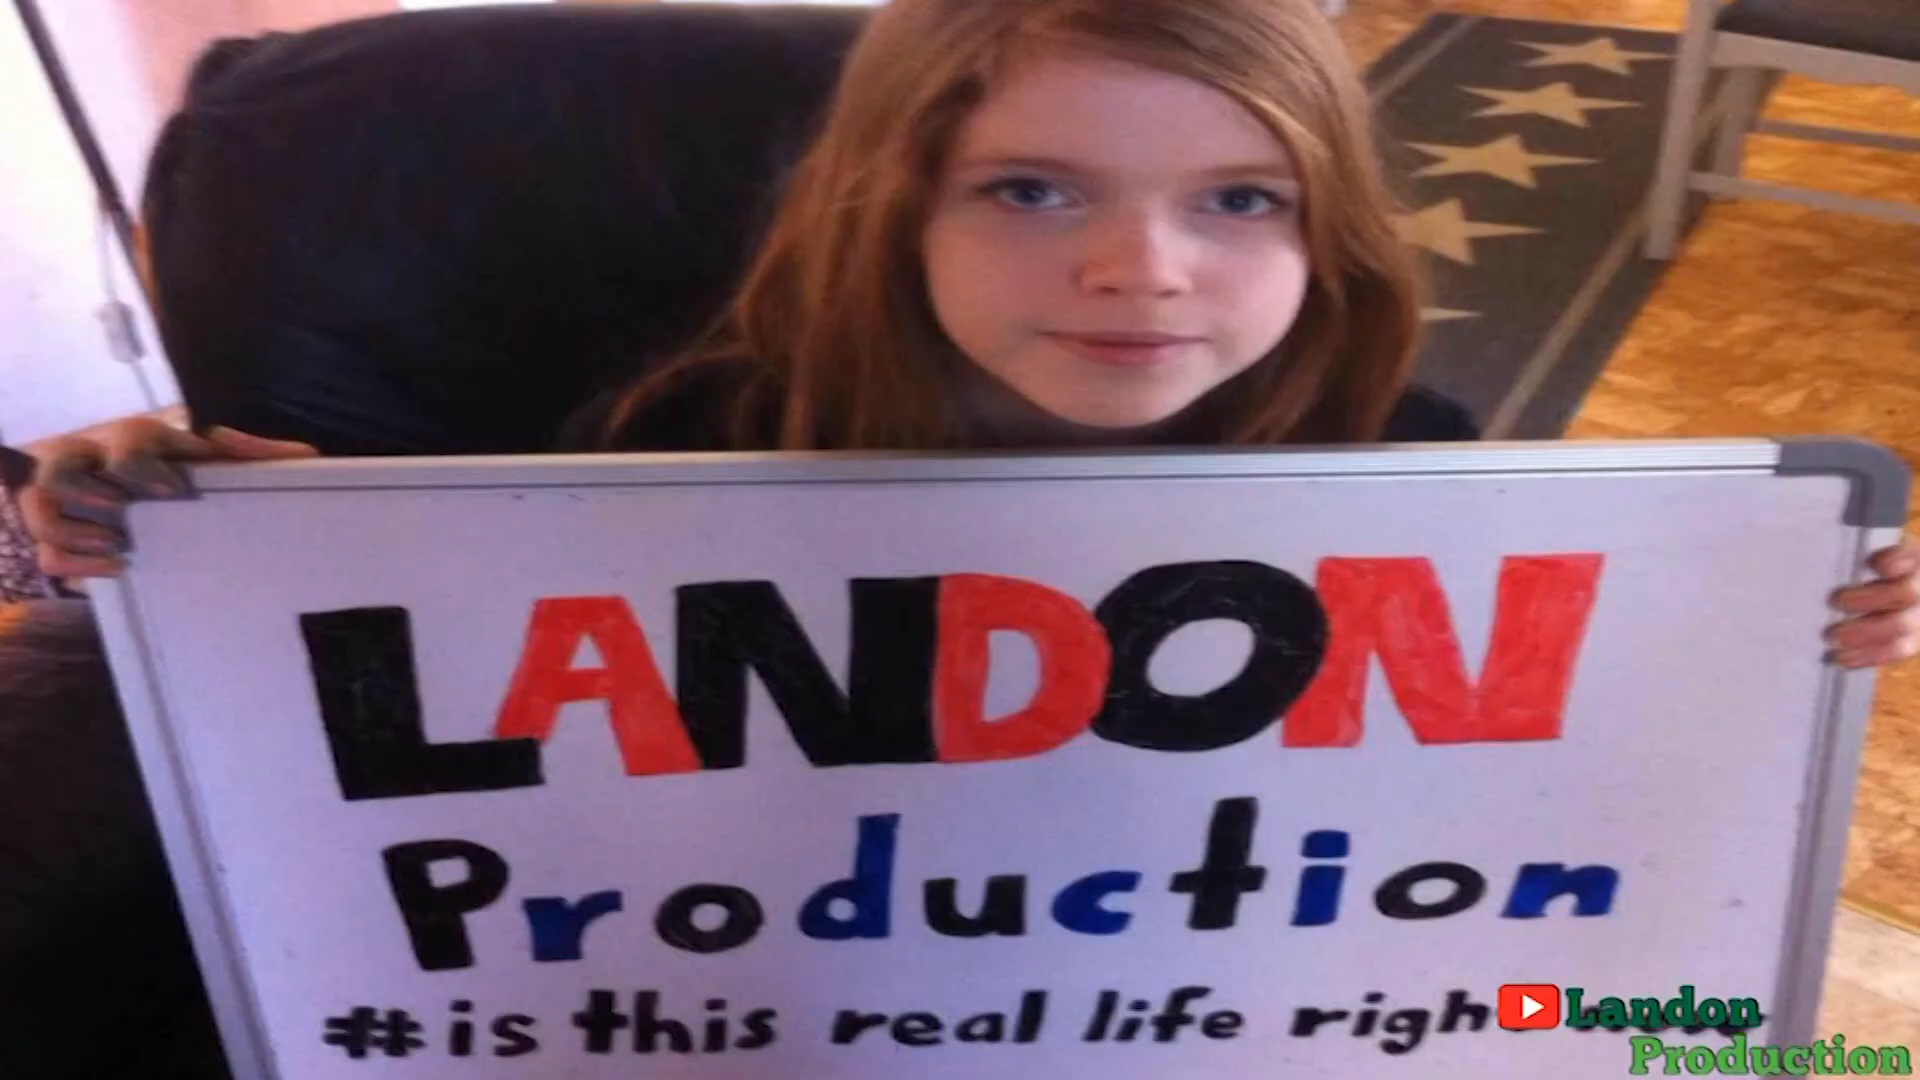 LANDON
Production
#is this real life righ
Landon
Production